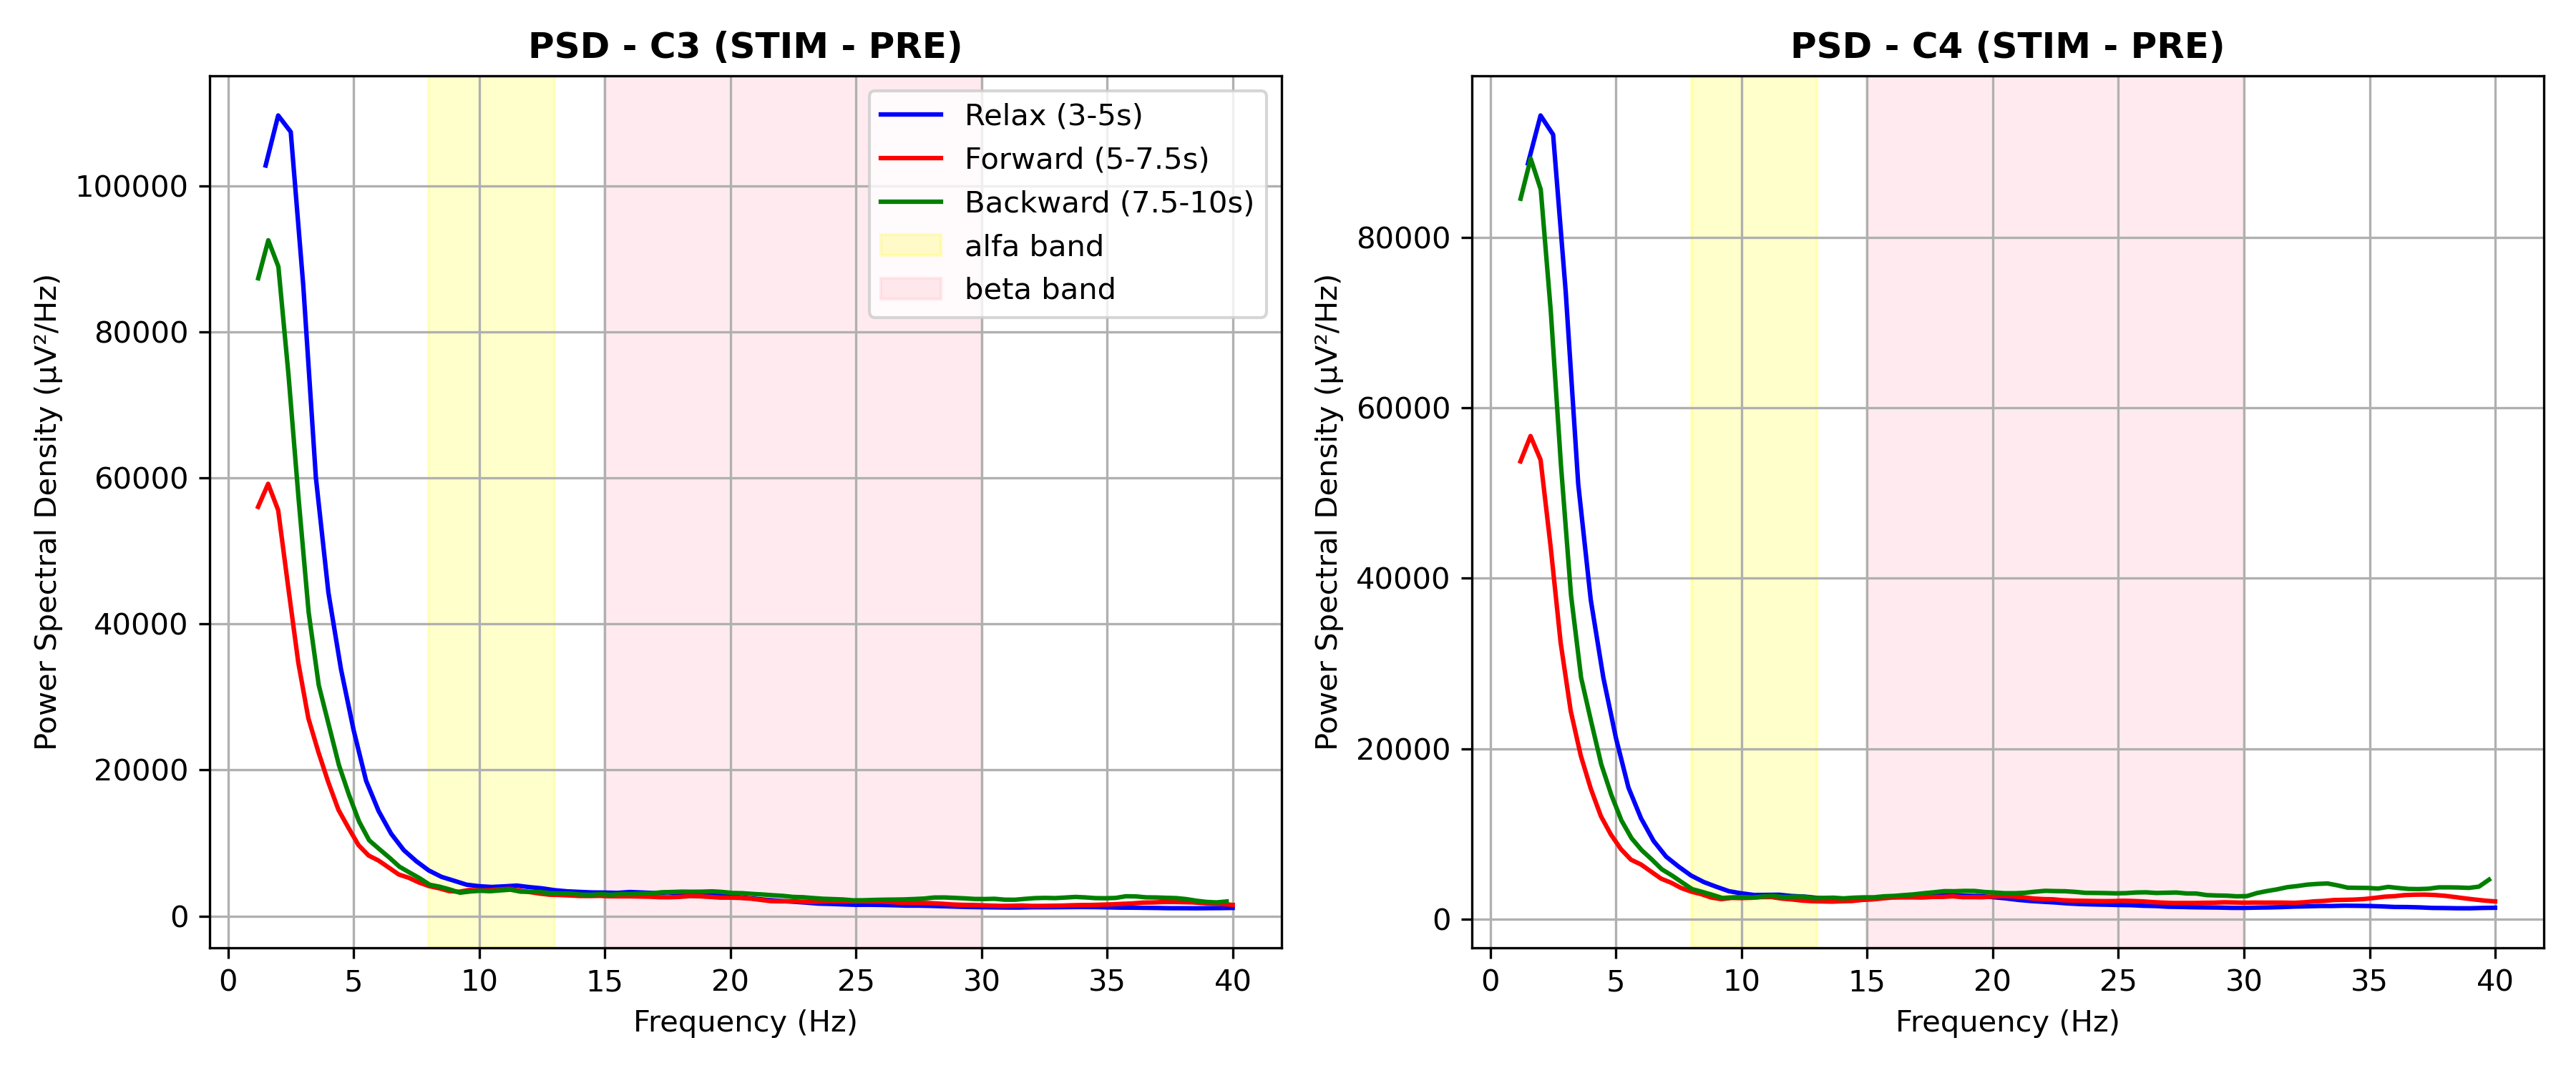 PSD - C3 (STIM - PRE)
Power Spectral Density (µV²/Hz)
100000
80000
60000
40000
20000
0
0 5 10 15 20 25 30 35 40
Frequency (Hz)
Relax (3-5s)
Forward (5-7.5s)
Backward (7.5-10s)
alfa band
beta band
PSD - C4 (STIM - PRE)
Power Spectral Density (µV²/Hz)
80000
60000
40000
20000
0
0 5 10 15 20 25 30 35 40
Frequency (Hz)